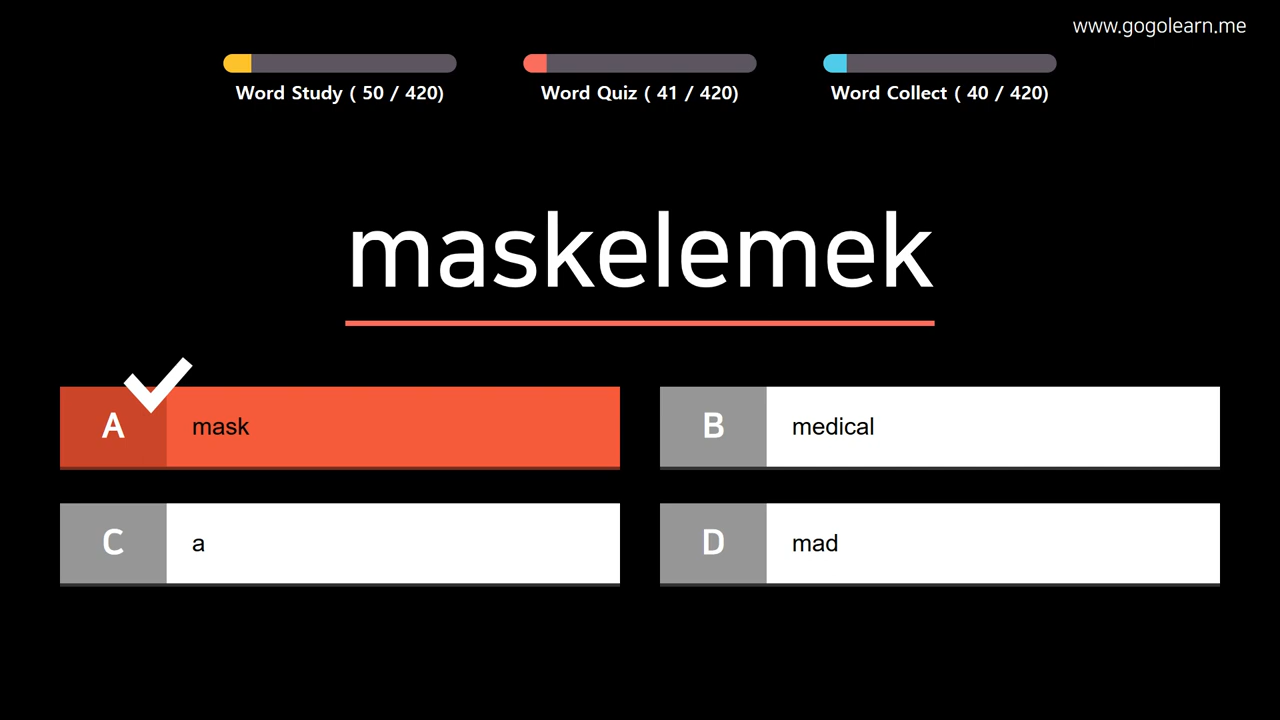 www.gogolearn.me
Word Study ( 50 / 420)
Word Quiz ( 41 / 420)
Word Collect ( 40 / 420)
maskelemek
A mask
B medical
C a
D mad